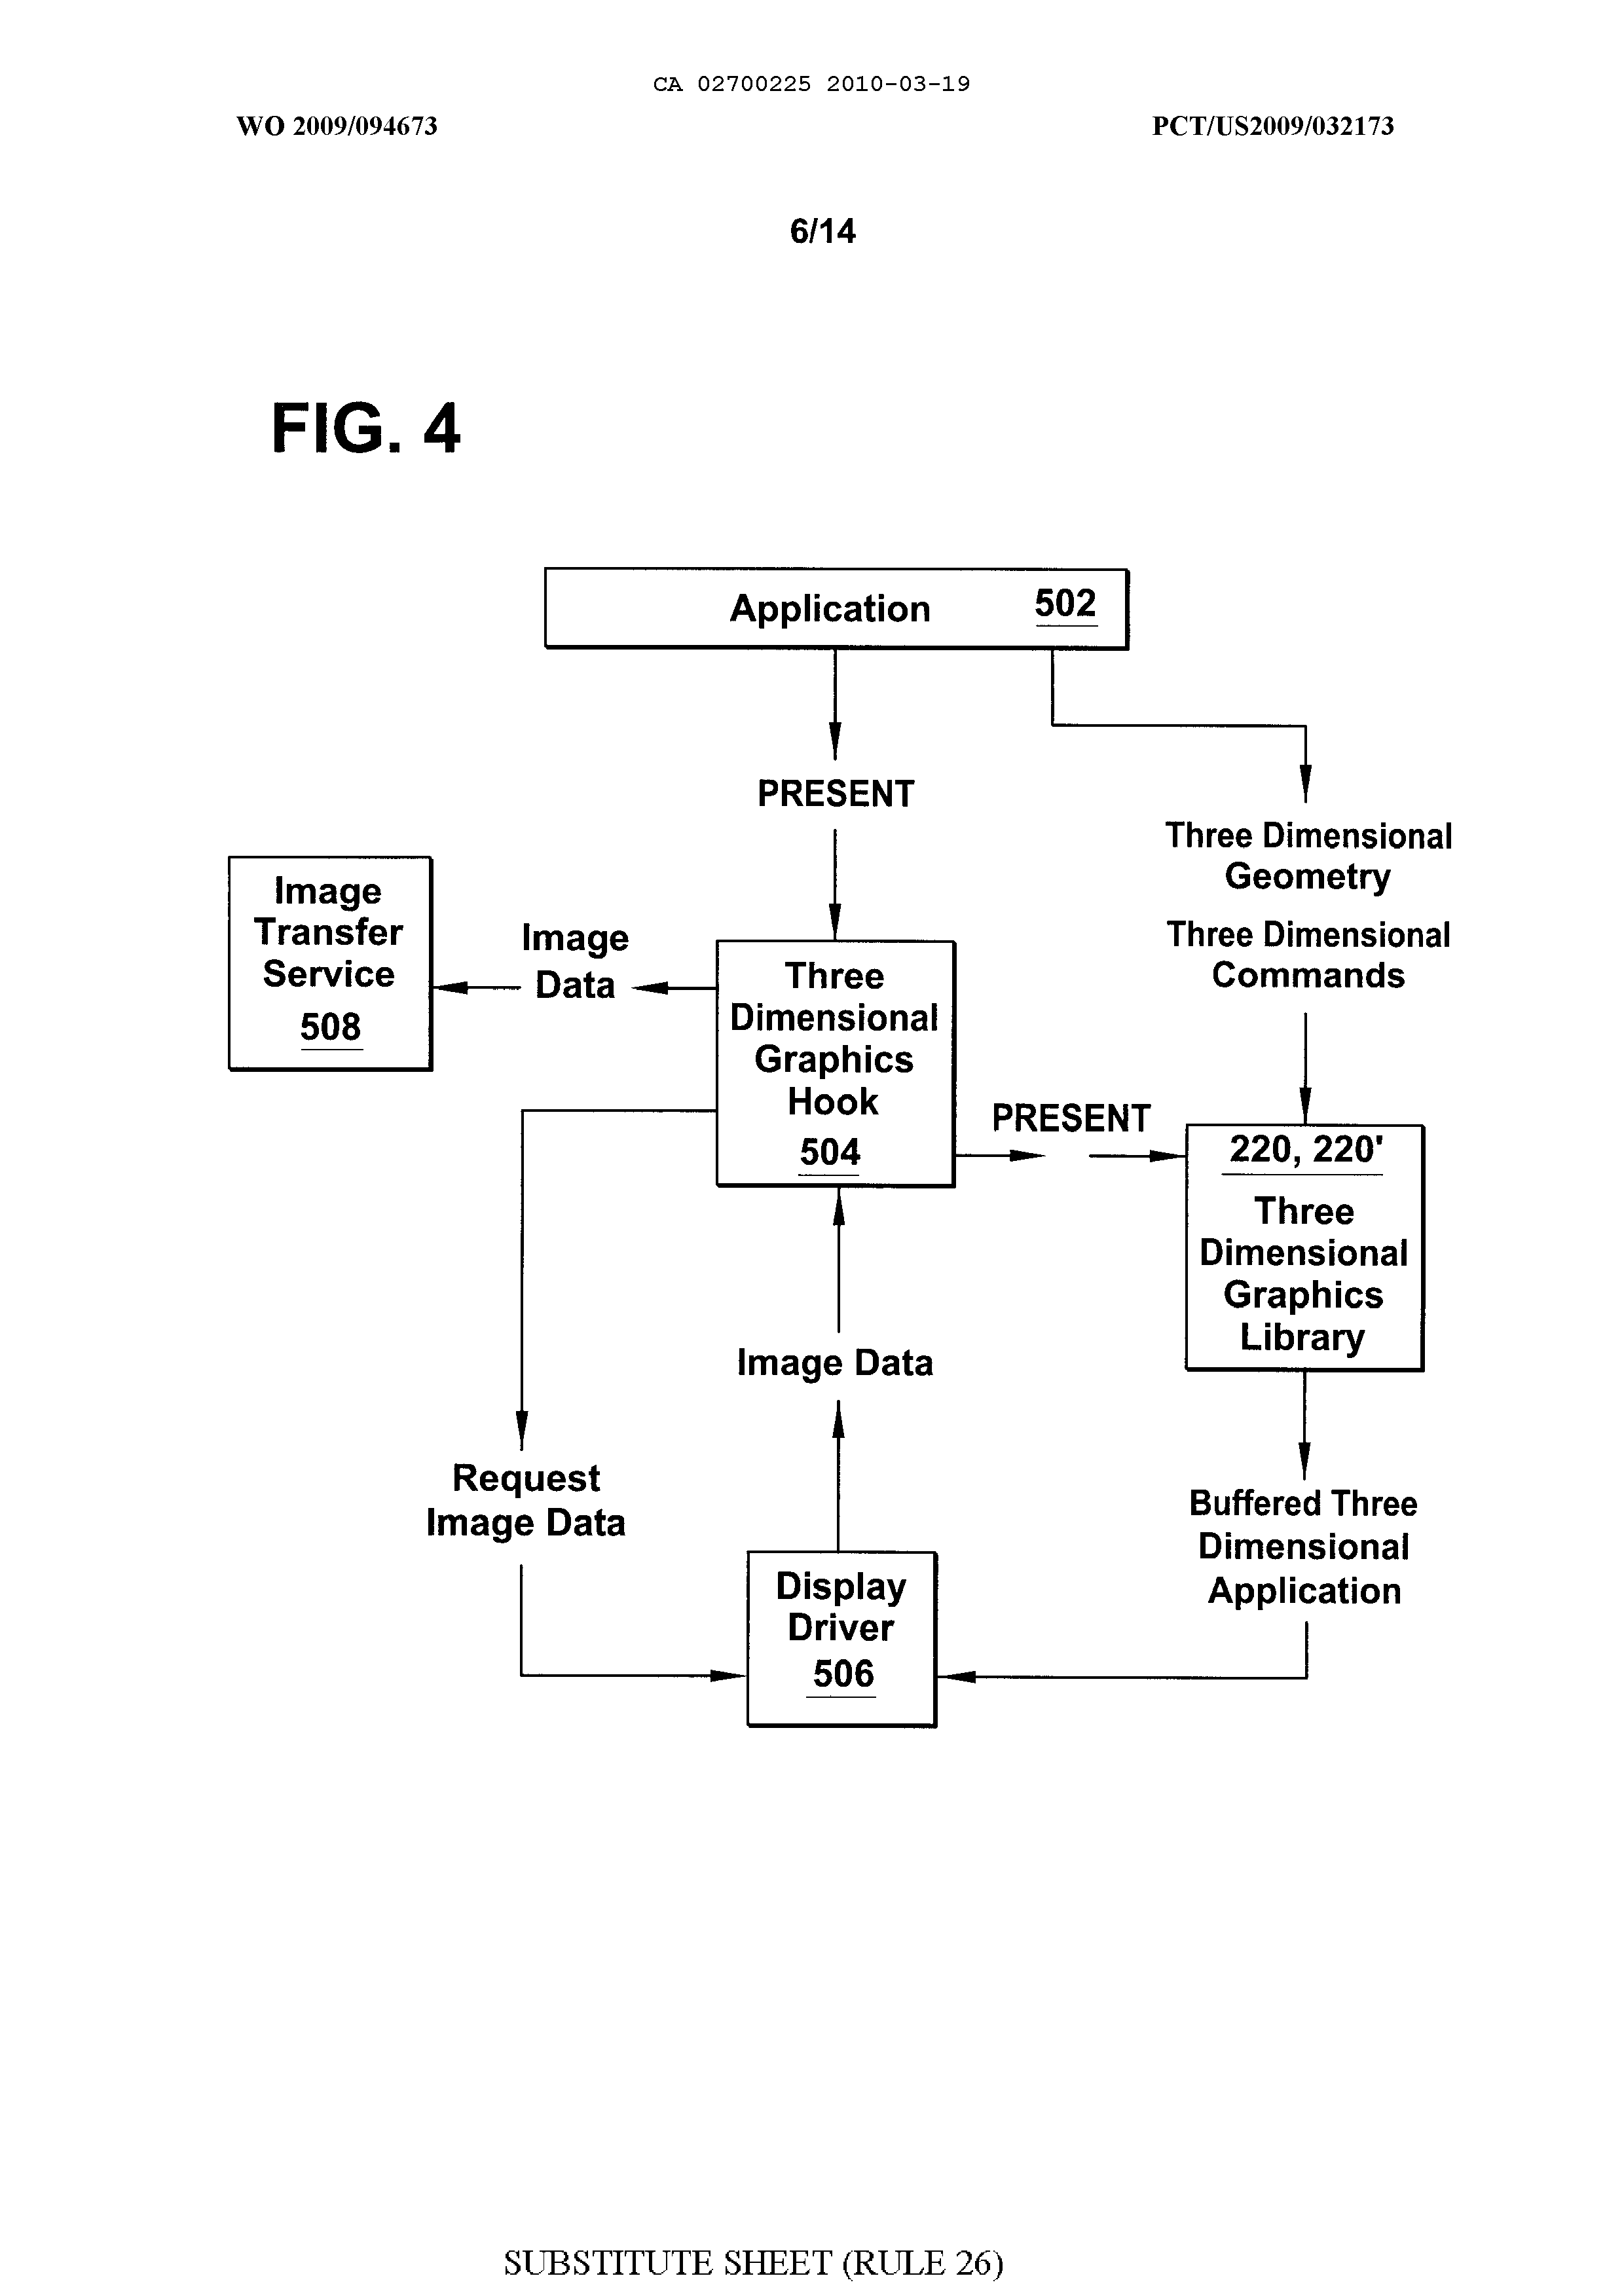 CA 02700225 2010-03-19
WO 2009/094673
PCT/US2009/032173
6/14
FIG. 4
Application 502
PRESENT
Three Dimensional
Geometry
Three Dimensional
Commands
Image
Transfer
Service
508
Image
Data
Three
Dimensional
Graphics
Hook
504
PRESENT
220, 220'
Three
Dimensional
Graphics
Library
Image Data
Request
Image Data
Buffered Three
Dimensional
Application
Display
Driver
506
SUBSTITUTE SHEET (RULE 26)